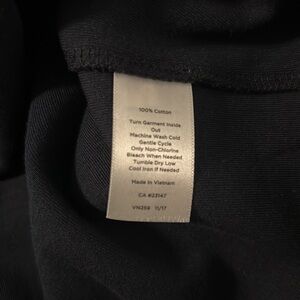 100% Cotton
Turn Garment Inside
Out
Machine Wash Cold
Gentle Cycle
Only Non-Chlorine
Bleach When Needed
Tumble Dry Low
Cool Iron If Needed
Made In Vietnam
CA #23147
VN258 11/17